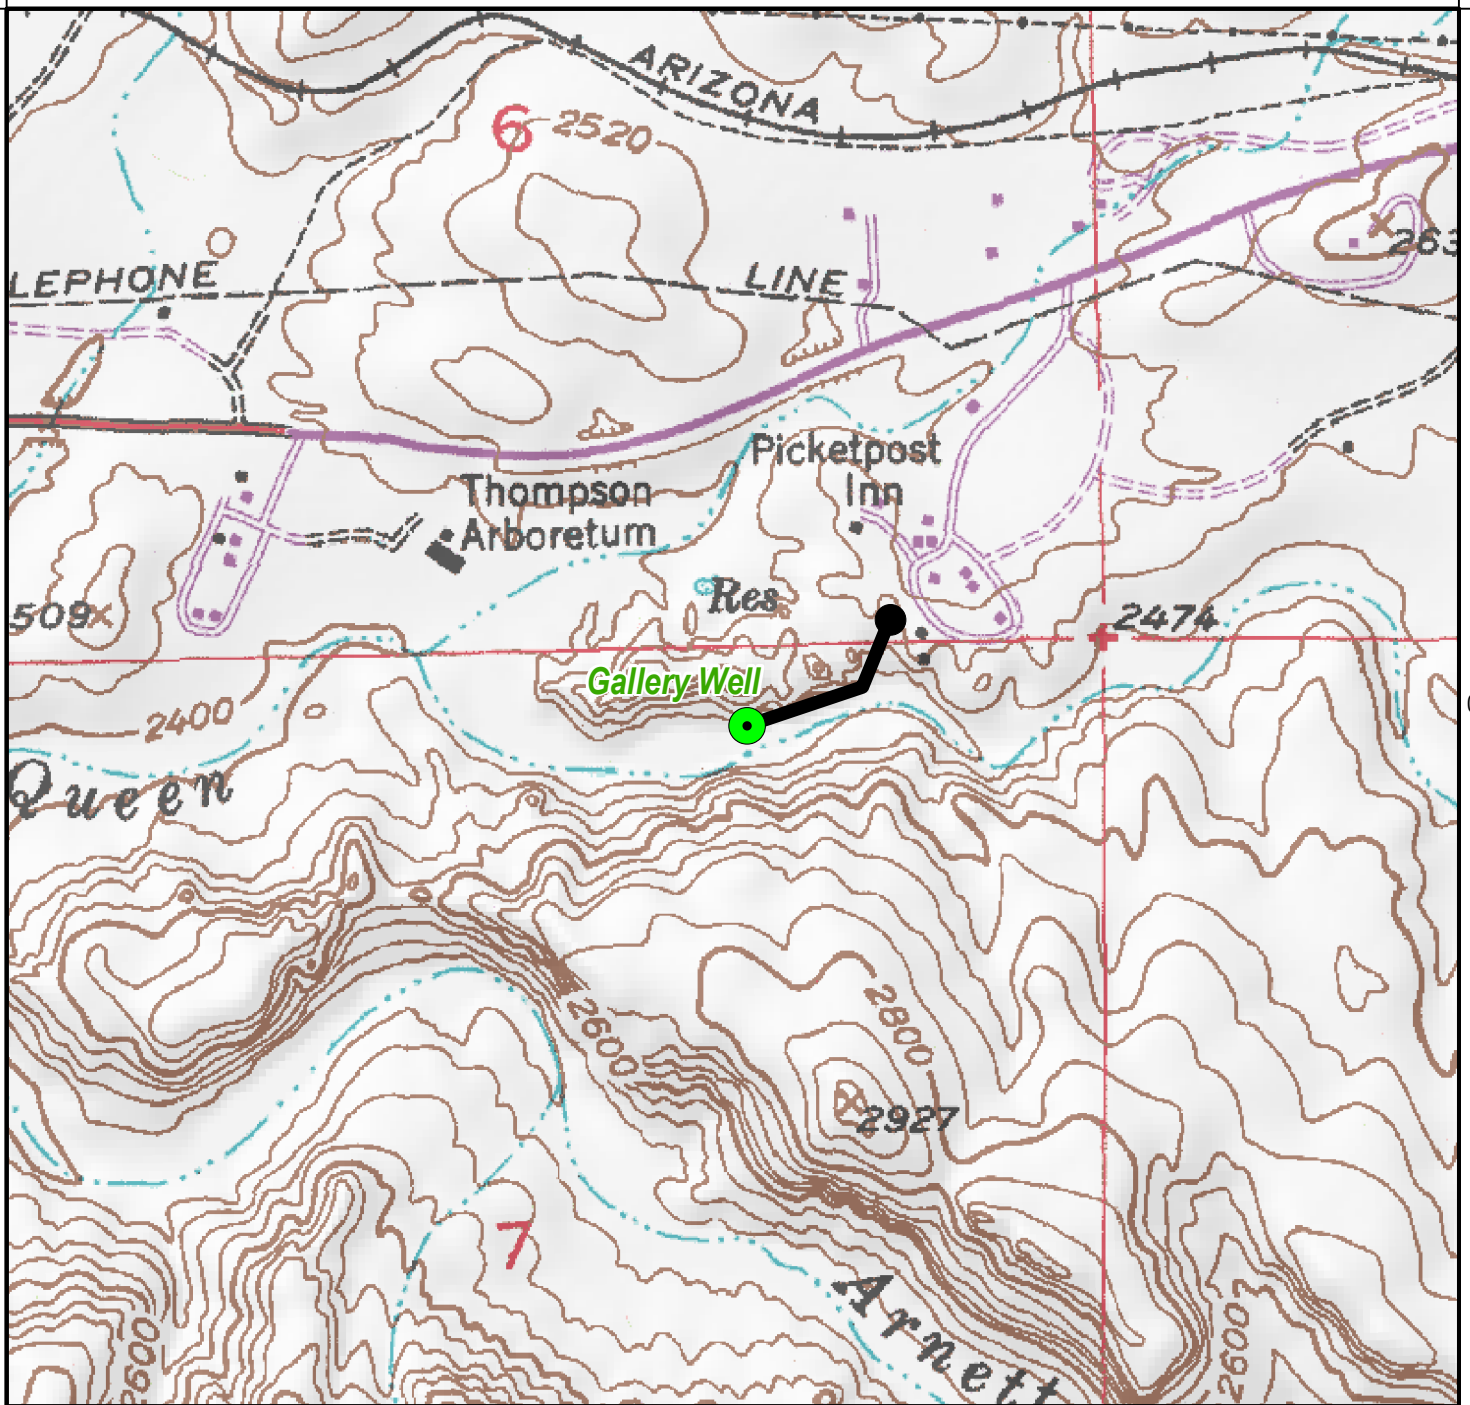 ARIZONA
6
2520
263
LEPHONE
LINE
Picketpost
Inn
Thompson
Arboretum
Res
509
2474
Gallery Well
2400
Queen
2800
2600
2927
7
Arnett
2600
2600